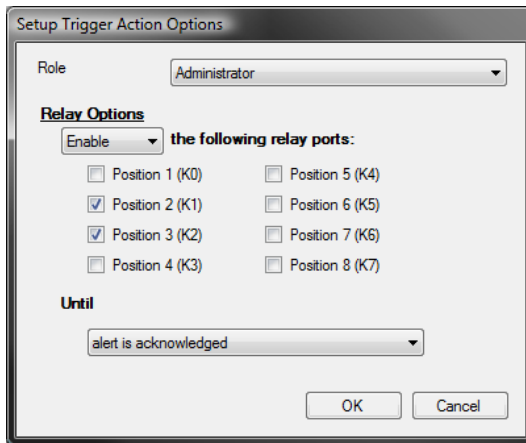 Setup Trigger Action Options
Role Administrator
Relay Options
Enable the following relay ports:
Position 1 (K0) Position 5 (K4)
Position 2 (K1) Position 6 (K5)
Position 3 (K2) Position 7 (K6)
Position 4 (K3) Position 8 (K7)
Until
alert is acknowledged
OK Cancel